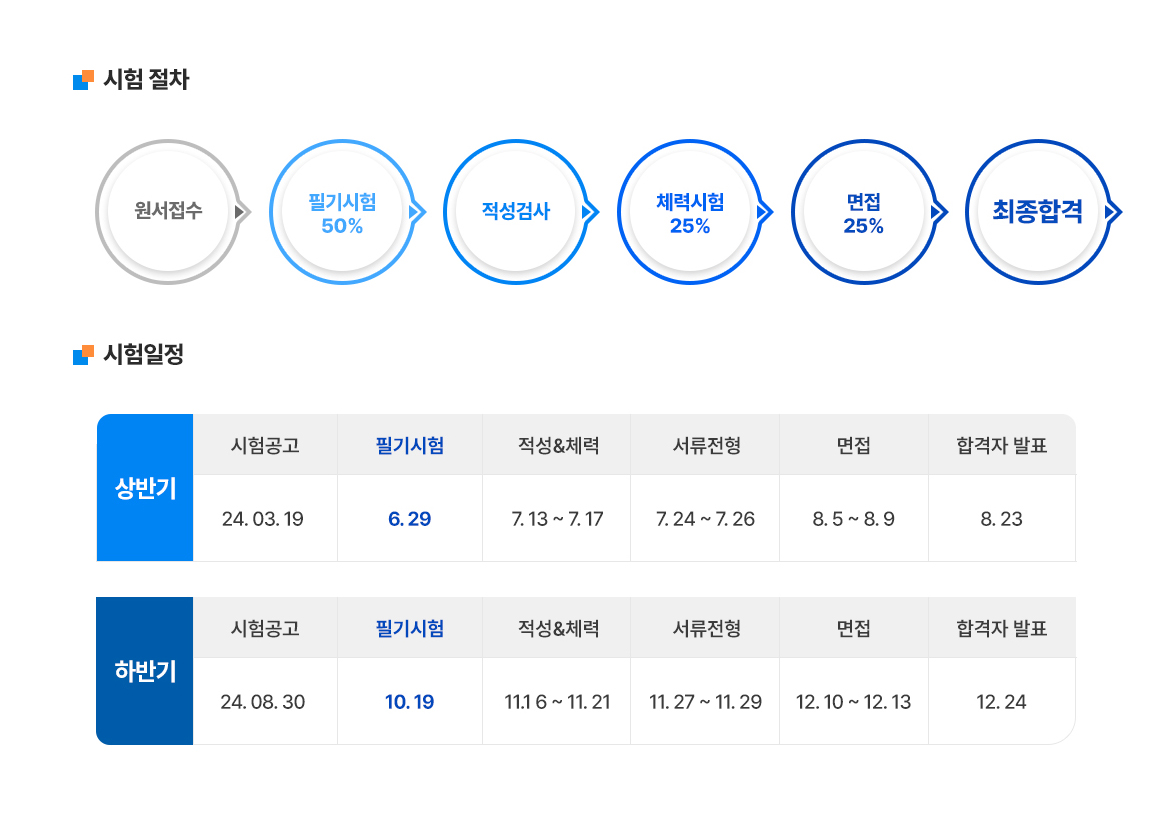 시험 절차
원서접수
필기시험
50%
적성검사
체력시험
25%
면접
25%
최종합격
시험일정
상반기
시험공고 필기시험 적성&체력 서류전형 면접 합격자 발표
24. 03. 19 6. 29 7. 13 ~ 7. 17 7. 24 ~ 7. 26 8. 5 ~ 8. 9 8. 23
하반기
시험공고 필기시험 적성&체력 서류전형 면접 합격자 발표
24. 08. 30 10. 19 11.1 6 ~ 11. 21 11. 27 ~ 11. 29 12. 10 ~ 12. 13 12. 24